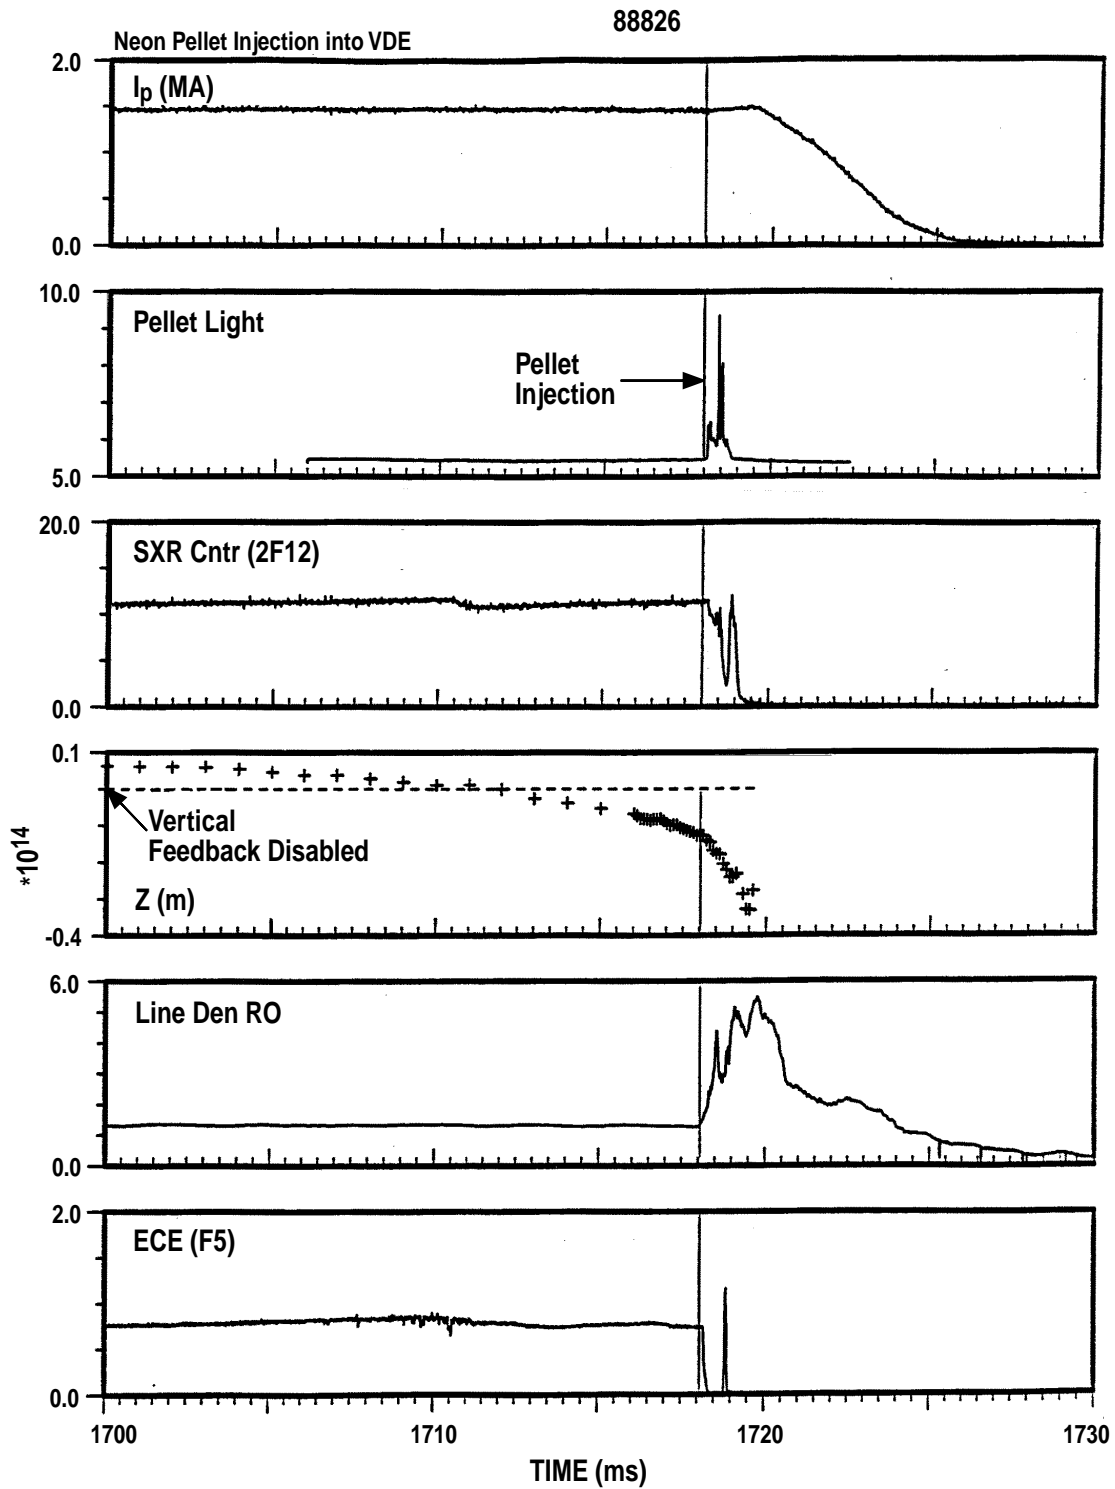 88826
Neon Pellet Injection into VDE
2.0
Ip (MA)
0.0
10.0
Pellet Light
Pellet
Injection
5.0
20.0
SXR Cntr (2F12)
0.0
0.1
Vertical
Feedback Disabled
*10^14
Z (m)
-0.4
6.0
Line Den RO
0.0
2.0
ECE (F5)
0.0
1700 1710 1720 1730
TIME (ms)